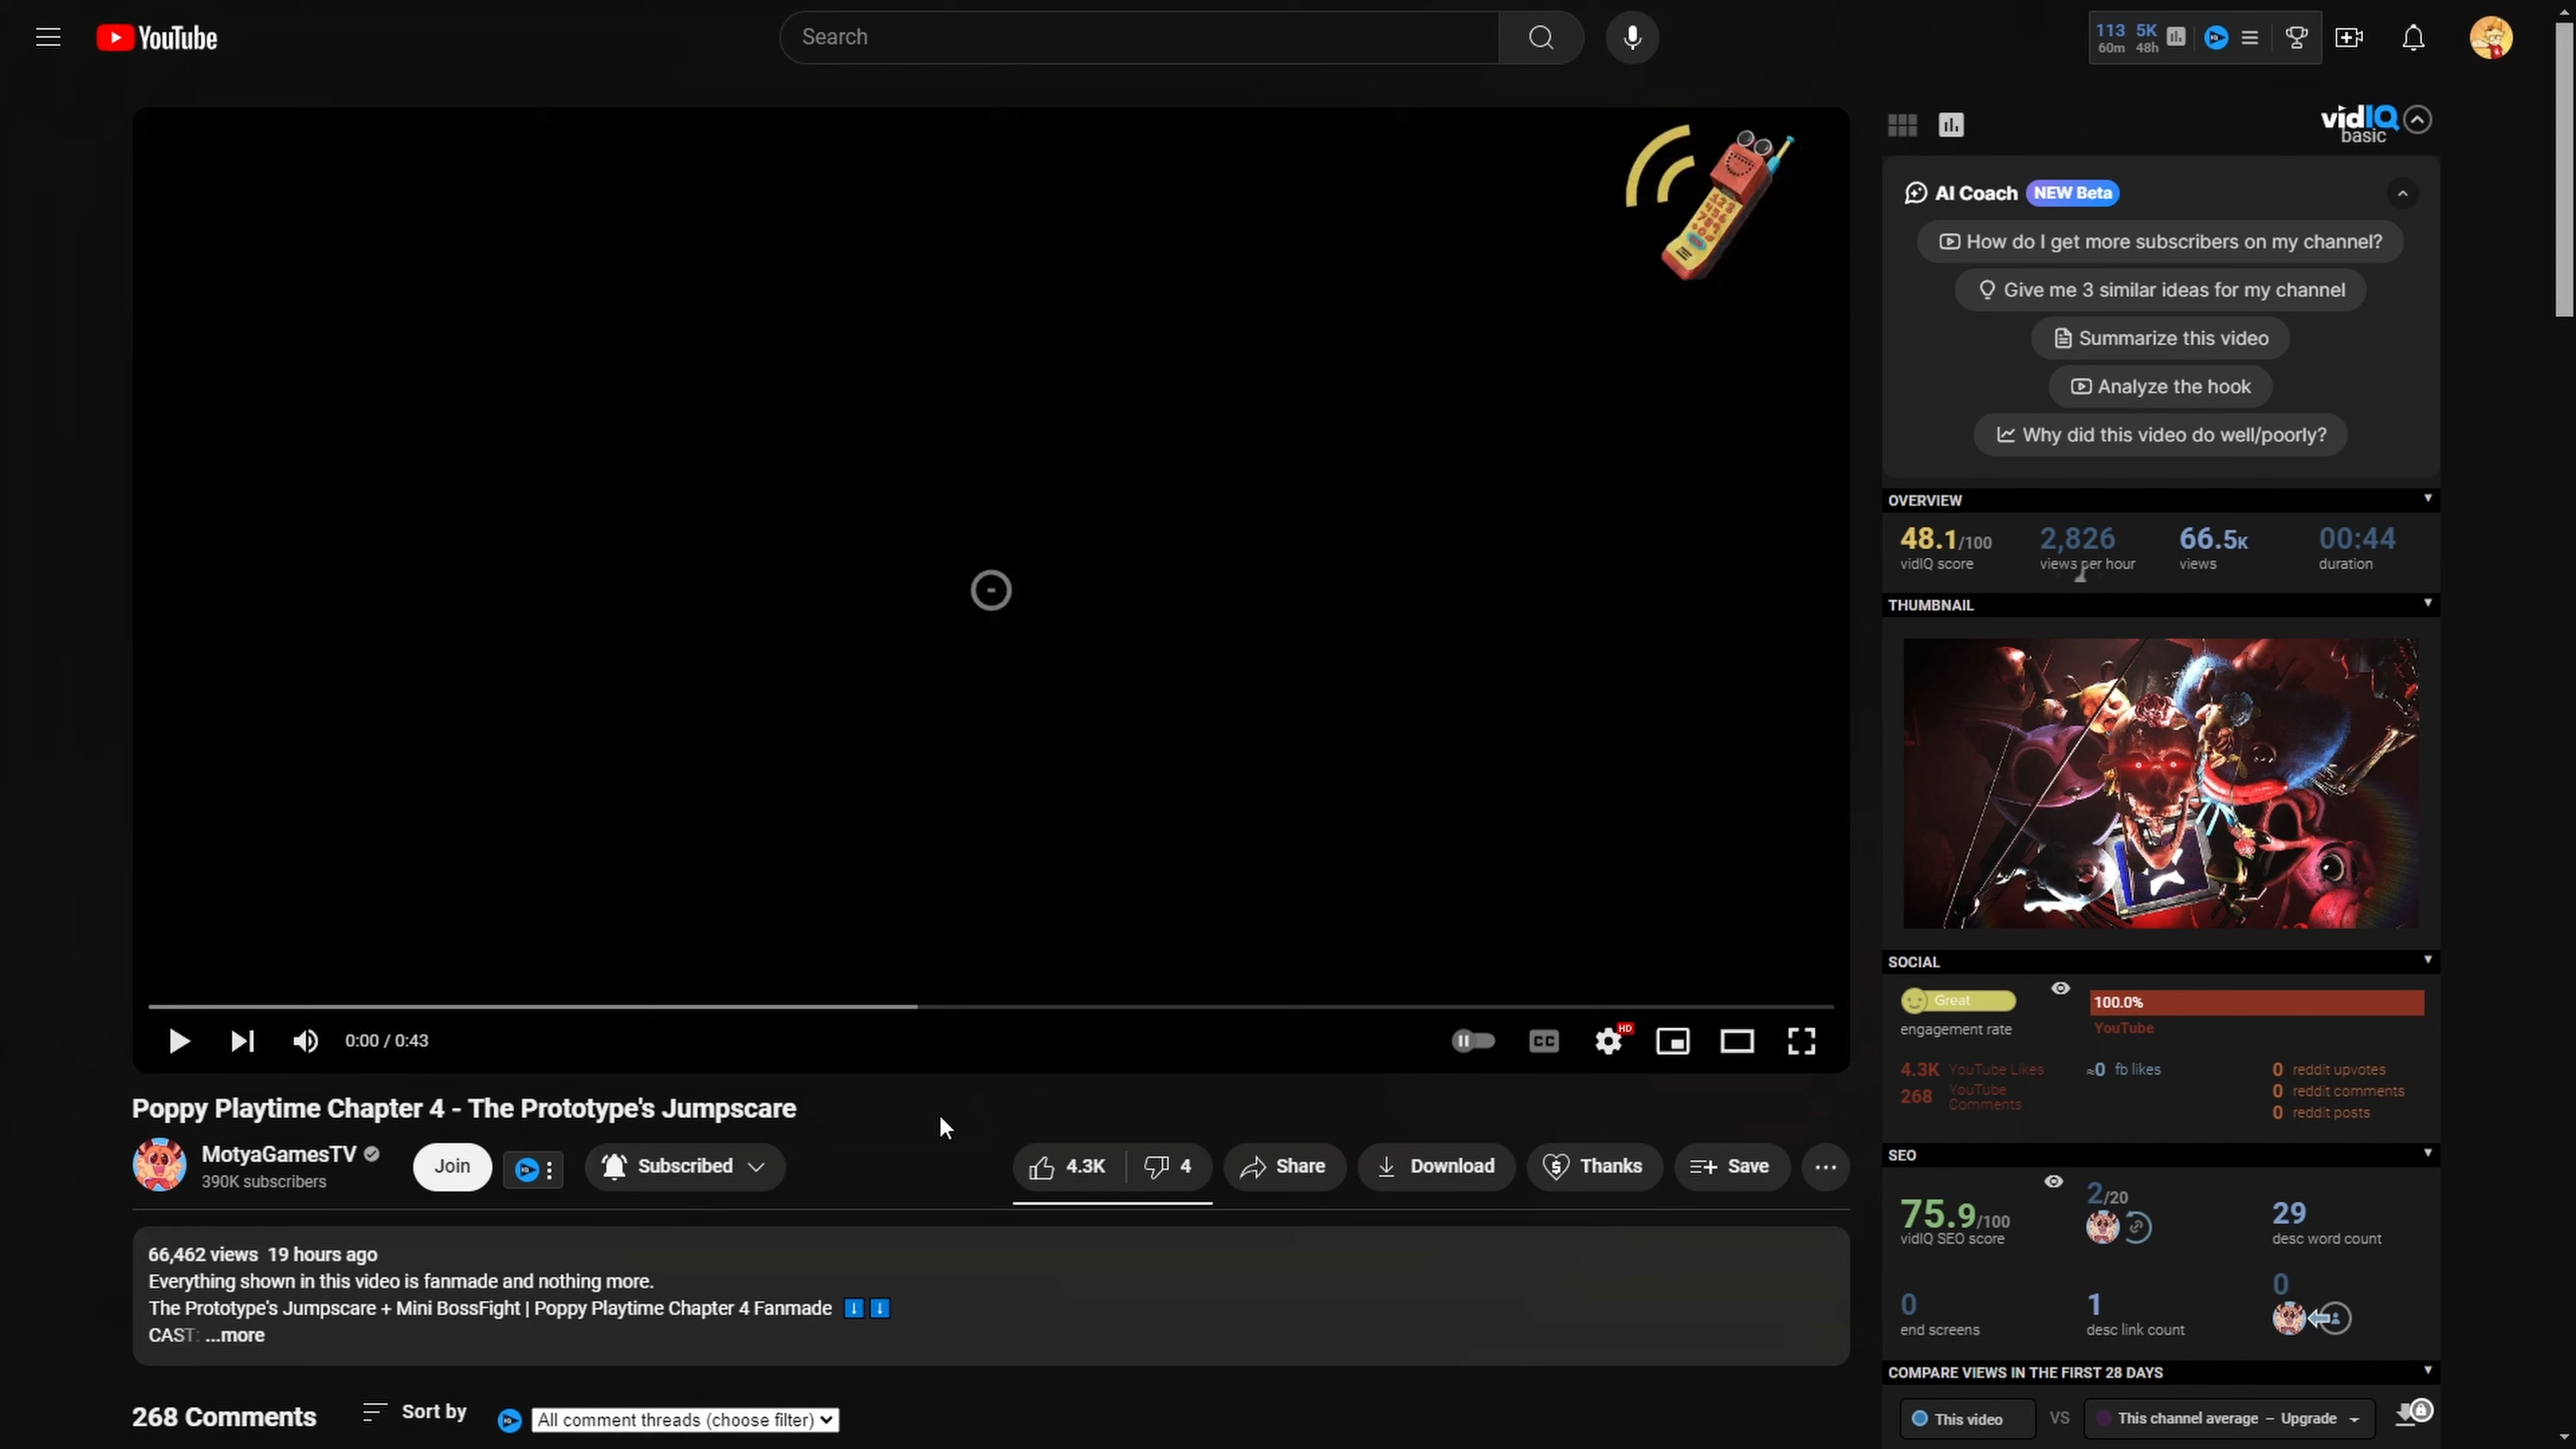 YouTube
Search
113 5K
60m 48h
vidIQ
basic
AI Coach NEW Beta
How do I get more subscribers on my channel?
Give me 3 similar ideas for my channel
Summarize this video
Analyze the hook
Why did this video do well/poorly?
OVERVIEW
48.1/100 2,826 66.5K 00:44
vidIQ score views per hour views duration
THUMBNAIL
SOCIAL
Great 100.0%
engagement rate YouTube
4.3K YouTube Likes ≈0 fb likes 0 reddit upvotes
268 YouTube Comments 0 reddit comments
0 reddit posts
SEO
75.9/100 2/20 29
vidIQ SEO score desc word count
0 1 0
end screens desc link count
COMPARE VIEWS IN THE FIRST 28 DAYS
This video VS This channel average – Upgrade
0:00 / 0:43
CC HD
Poppy Playtime Chapter 4 - The Prototype's Jumpscare
MotyaGamesTV
390K subscribers
Join
Subscribed
4.3K 4 Share Download Thanks Save
66,462 views 19 hours ago
Everything shown in this video is fanmade and nothing more.
The Prototype's Jumpscare + Mini BossFight | Poppy Playtime Chapter 4 Fanmade ⬇️⬇️
CAST: ...more
268 Comments Sort by All comment threads (choose filter)